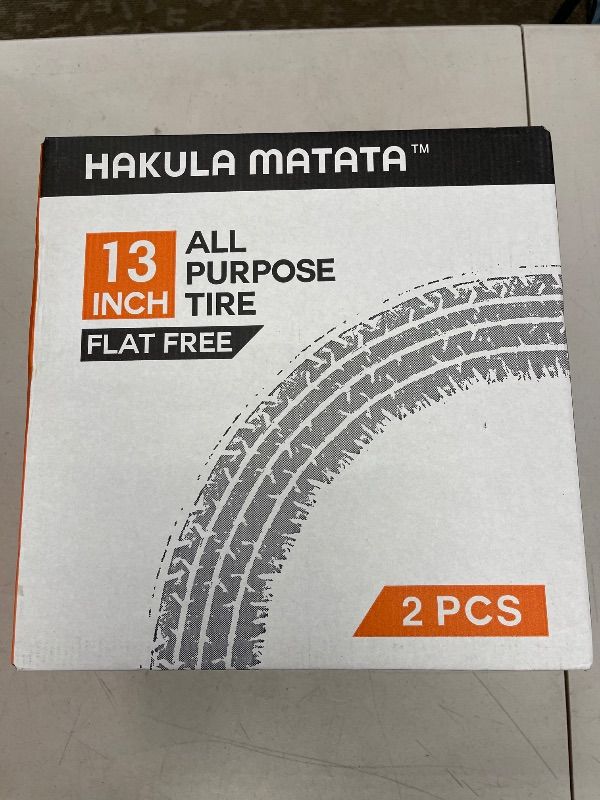 HAKULA MATATA™
13
INCH
ALL
PURPOSE
TIRE
FLAT FREE
2 PCS